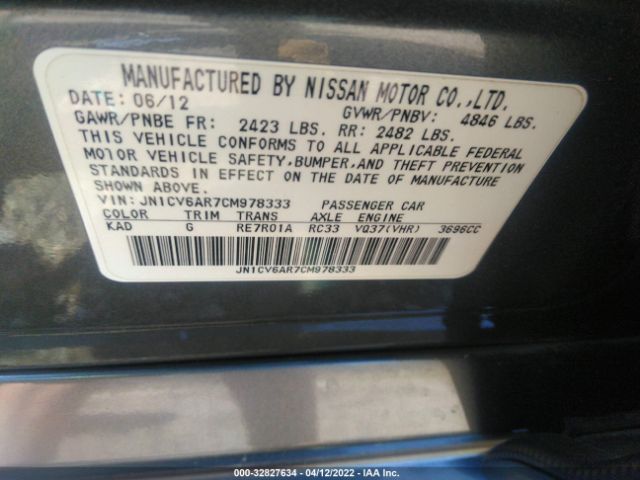 MANUFACTURED BY NISSAN MOTOR CO.,LTD.
DATE: 06/12 GVWR/PNBV: 4846 LBS.
GAWR/PNBE FR: 2423 LBS. RR: 2482 LBS.
THIS VEHICLE CONFORMS TO ALL APPLICABLE FEDERAL
MOTOR VEHICLE SAFETY,BUMPER,AND THEFT PREVENTION
STANDARDS IN EFFECT ON THE DATE OF MANUFACTURE
SHOWN ABOVE.
VIN: JN1CV6AR7CM978333 PASSENGER CAR
COLOR TRIM TRANS AXLE ENGINE
KAD G RE7R01A RC33 VQ37(VHR) 3696CC
JN1CV6AR7CM978333
000-32827634 - 04/12/2022 - IAA Inc.